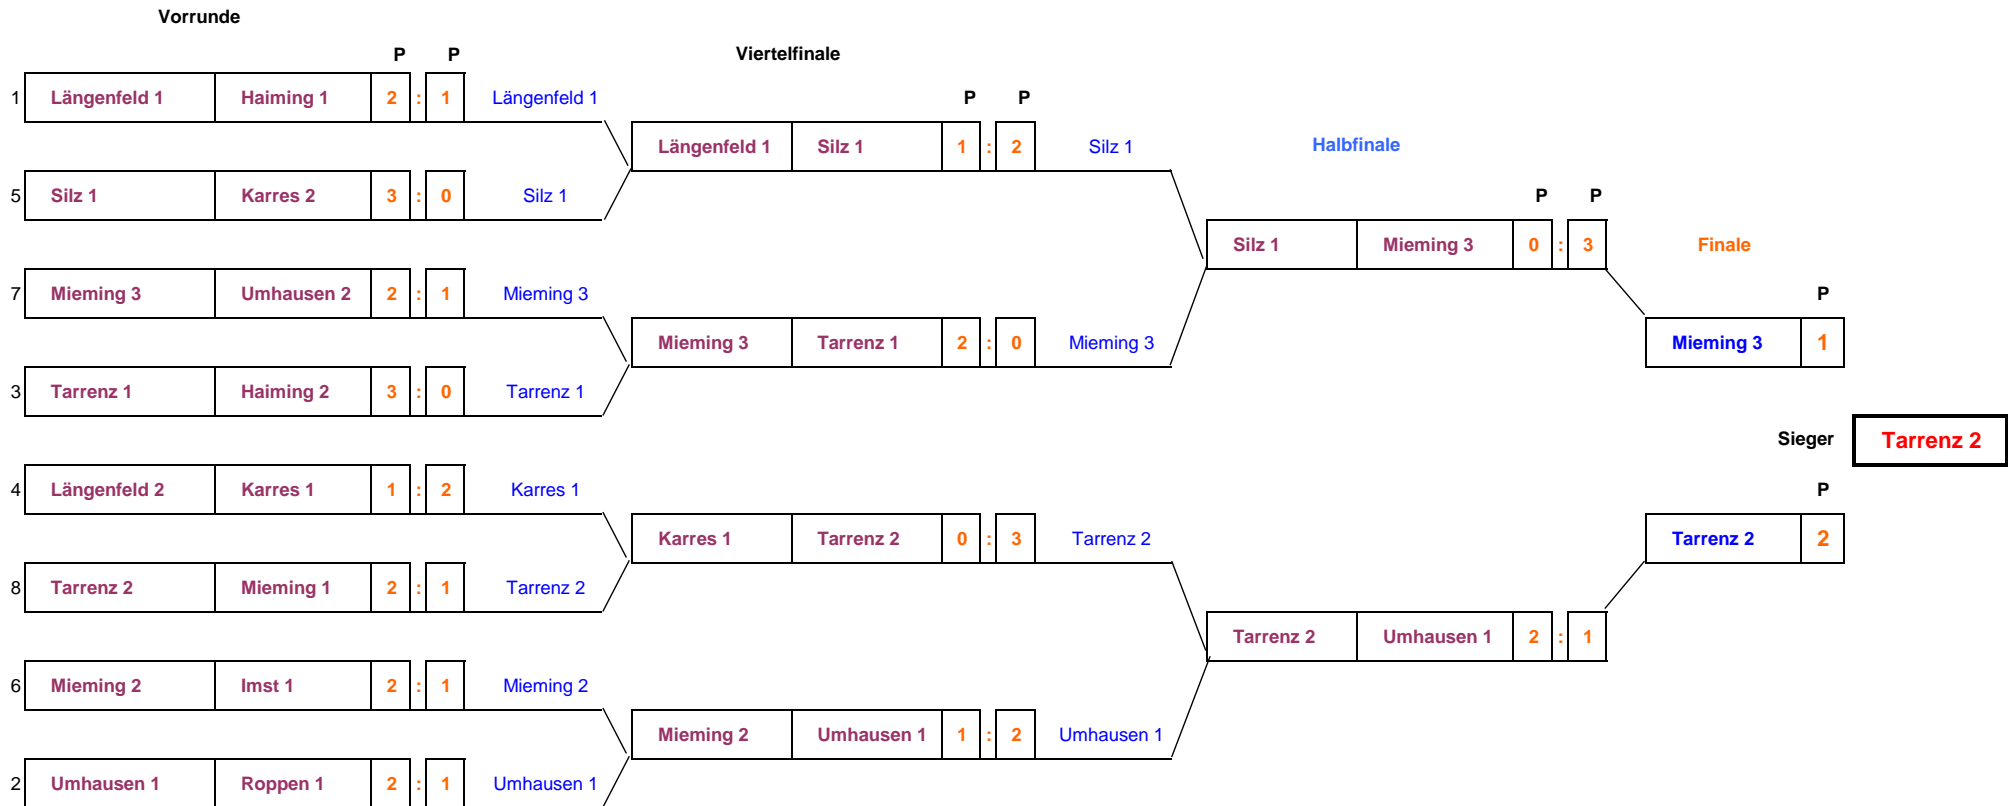 Vorrunde
P P Viertelfinale
1 Längenfeld 1 Haiming 1 2 : 1 Längenfeld 1 P P
Längenfeld 1 Silz 1 1 : 2 Silz 1 Halbfinale
5 Silz 1 Karres 2 3 : 0 Silz 1 P P
Silz 1 Mieming 3 0 : 3 Finale
7 Mieming 3 Umhausen 2 2 : 1 Mieming 3 P
Mieming 3 Tarrenz 1 2 : 0 Mieming 3 Mieming 3 1
3 Tarrenz 1 Haiming 2 3 : 0 Tarrenz 1
Sieger Tarrenz 2
4 Längenfeld 2 Karres 1 1 : 2 Karres 1 P
Karres 1 Tarrenz 2 0 : 3 Tarrenz 2 Tarrenz 2 2
8 Tarrenz 2 Mieming 1 2 : 1 Tarrenz 2
Tarrenz 2 Umhausen 1 2 : 1
6 Mieming 2 Imst 1 2 : 1 Mieming 2
Mieming 2 Umhausen 1 1 : 2 Umhausen 1
2 Umhausen 1 Roppen 1 2 : 1 Umhausen 1